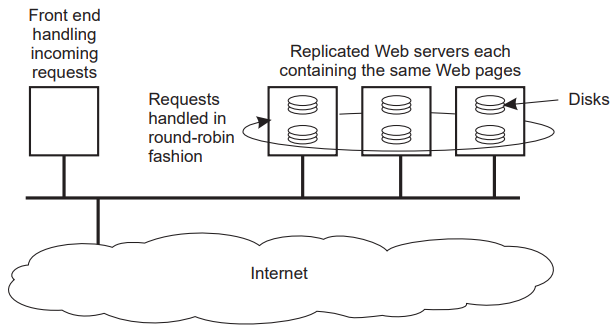 Front end
handling
incoming
requests
Replicated Web servers each
containing the same Web pages
Requests
handled in
round-robin
fashion
Disks
Internet